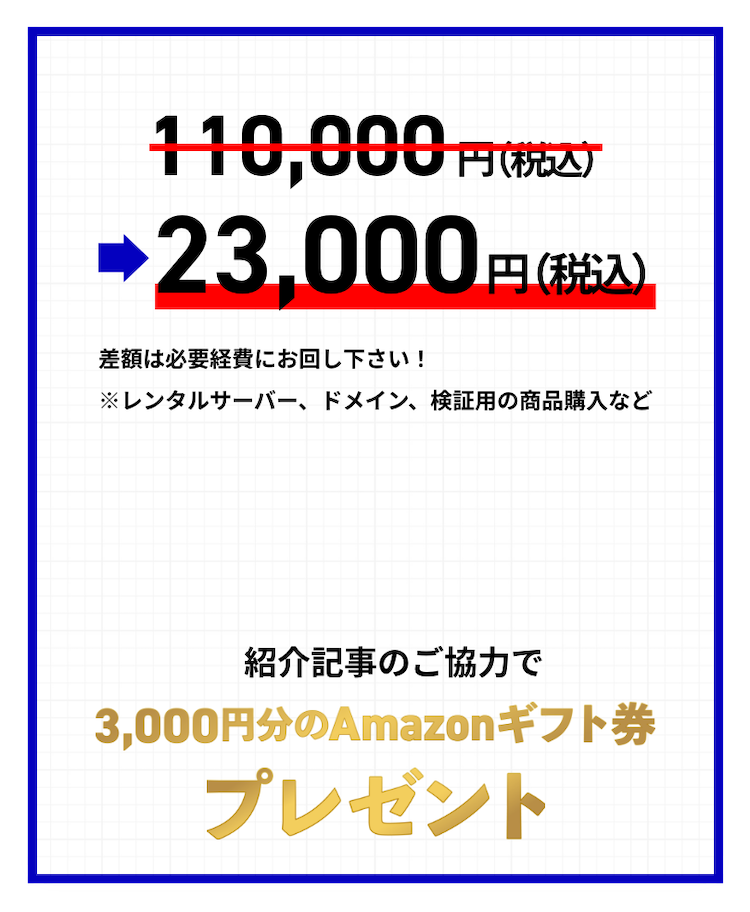 110,000円(税込)
23,000円(税込)
差額は必要経費にお回し下さい！
※レンタルサーバー、ドメイン、検証用の商品購入など
紹介記事のご協力で
3,000円分のAmazonギフト券
プレゼント